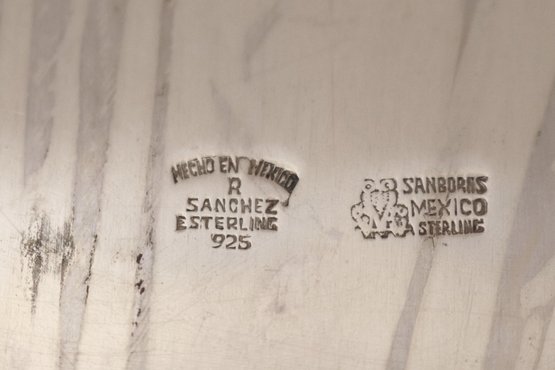 HECHO EN MEXICO
R
SANCHEZ
ESTERLING
925
SANBORNS
MEXICO
STERLING